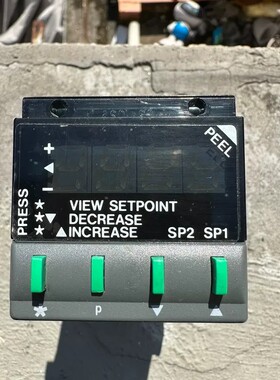 PEEL
+
▲
−
PRESS
★ VIEW SETPOINT
★▼ DECREASE
★▲ INCREASE SP2 SP1
* P ▼ ▲